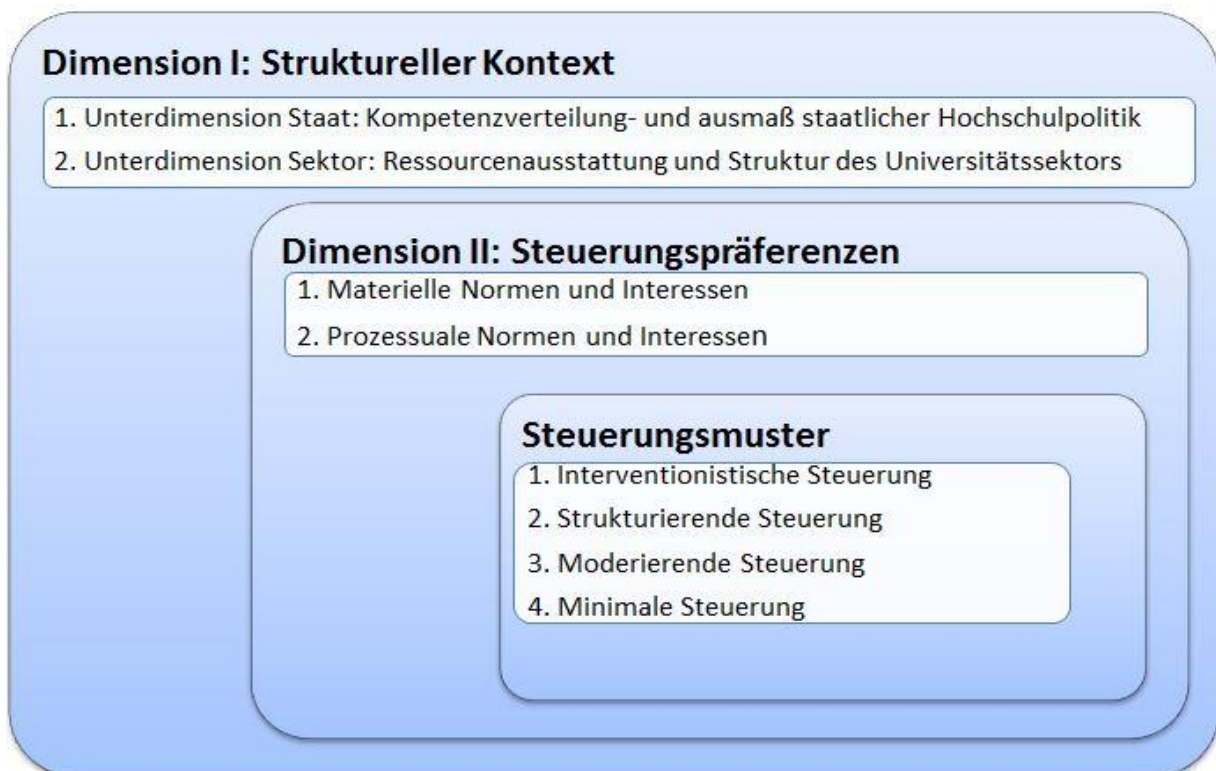 Dimension I: Struktureller Kontext
1. Unterdimension Staat: Kompetenzverteilung- und ausmaß staatlicher Hochschulpolitik
2. Unterdimension Sektor: Ressourcenausstattung und Struktur des Universitätssektors
Dimension II: Steuerungspräferenzen
1. Materielle Normen und Interessen
2. Prozessuale Normen und Interessen
Steuerungsmuster
1. Interventionistische Steuerung
2. Strukturierende Steuerung
3. Moderierende Steuerung
4. Minimale Steuerung